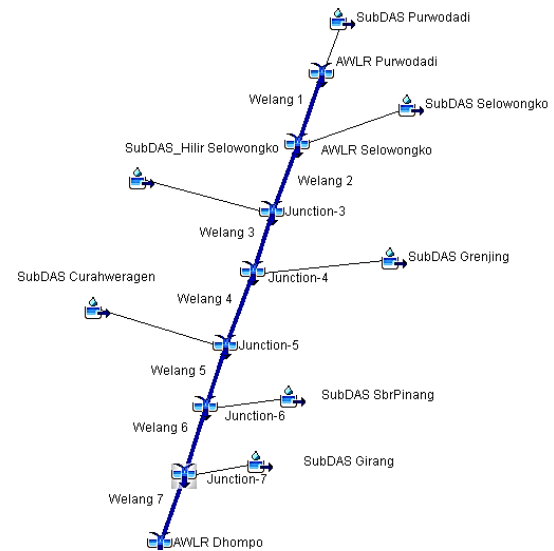 SubDAS Purwodadi
AWLR Purwodadi
Welang 1
SubDAS Selowongko
SubDAS_Hilir Selowongko
AWLR Selowongko
Welang 2
Junction-3
Welang 3
SubDAS Grenjing
Junction-4
SubDAS Curahweragen
Welang 4
Junction-5
Welang 5
SubDAS SbrPinang
Junction-6
Welang 6
SubDAS Girang
Junction-7
Welang 7
AWLR Dhompo